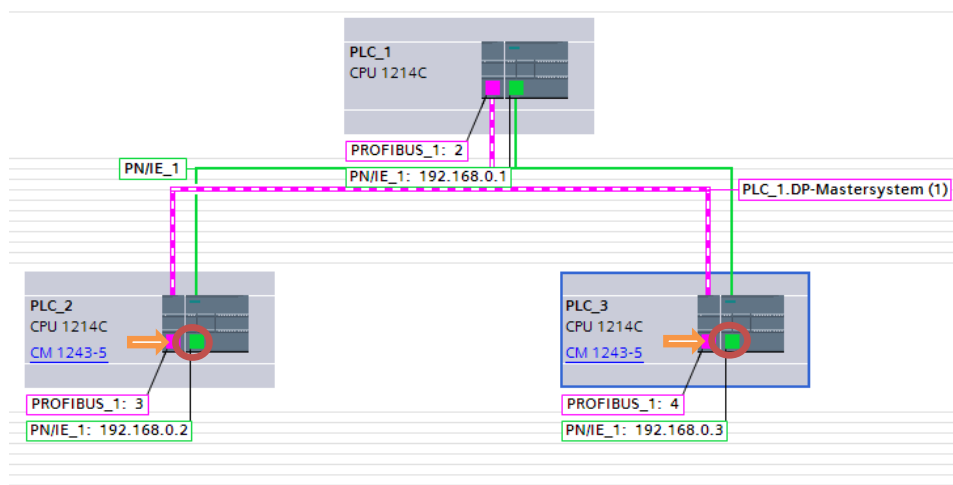 PLC_1
CPU 1214C
PROFIBUS_1: 2
PN/IE_1
PN/IE_1: 192.168.0.1
PLC_1.DP-Mastersystem (1)
PLC_2
CPU 1214C
CM 1243-5
PLC_3
CPU 1214C
CM 1243-5
PROFIBUS_1: 3
PN/IE_1: 192.168.0.2
PROFIBUS_1: 4
PN/IE_1: 192.168.0.3